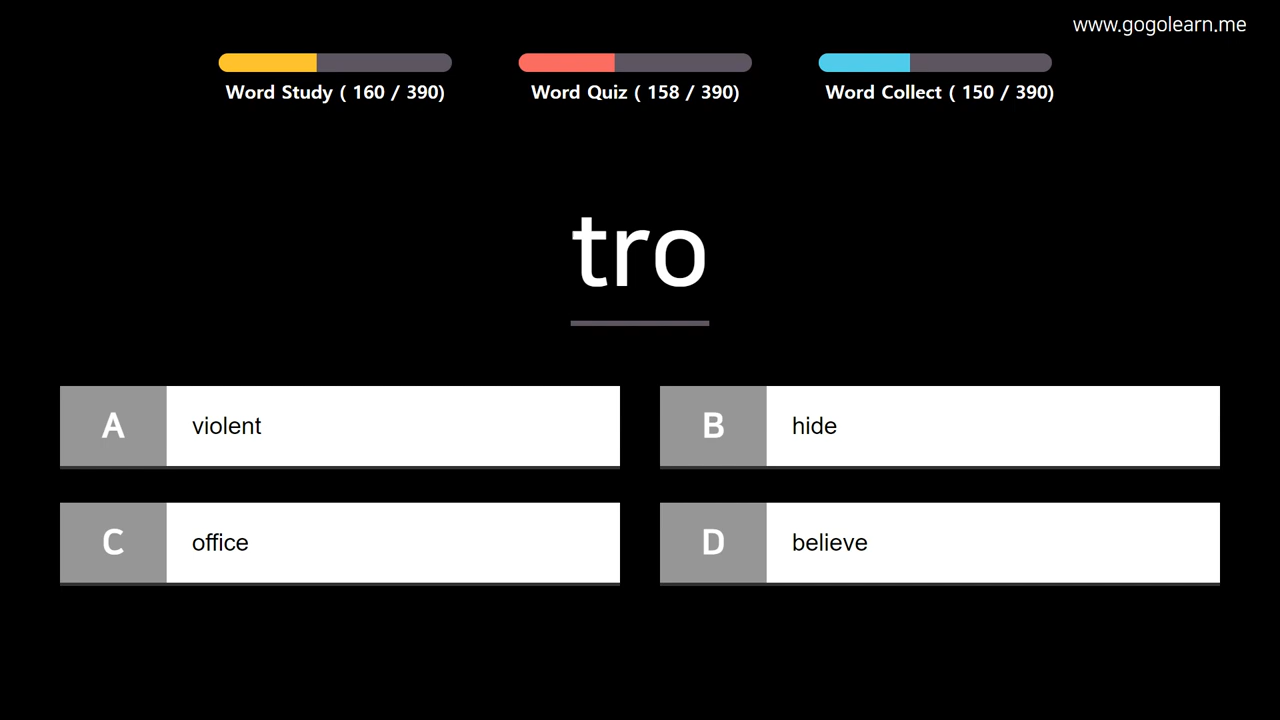 www.gogolearn.me
Word Study ( 160 / 390)
Word Quiz ( 158 / 390)
Word Collect ( 150 / 390)
tro
A violent
B hide
C office
D believe